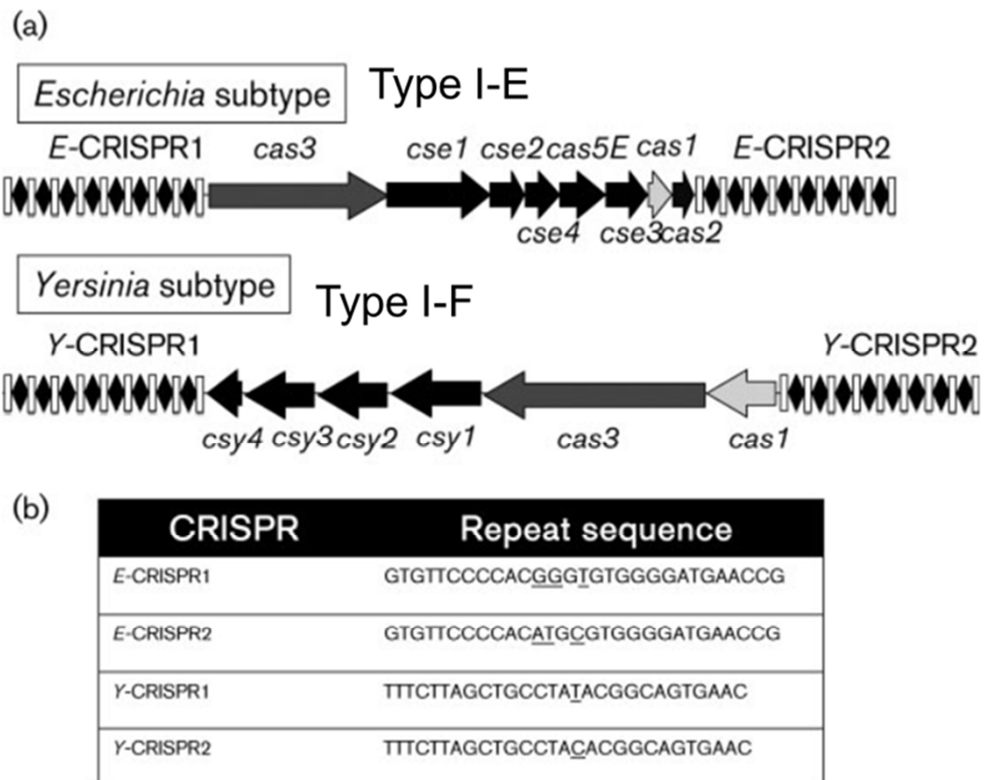 (a)
Escherichia subtype Type I-E
E-CRISPR1 cas3 cse1 cse2 cas5E cas1 E-CRISPR2
cse4 cse3 cas2
Yersinia subtype Type I-F
Y-CRISPR1 Y-CRISPR2
csy4 csy3 csy2 csy1 cas3 cas1
(b)
CRISPR Repeat sequence
E-CRISPR1 GTGTTCCCCACGGGTGTGGGGATGAACCG
E-CRISPR2 GTGTTCCCCACATGCGTGGGGATGAACCG
Y-CRISPR1 TTTCTTAGCTGCCTATACGGCAGTGAAC
Y-CRISPR2 TTTCTTAGCTGCCTACACGGCAGTGAAC